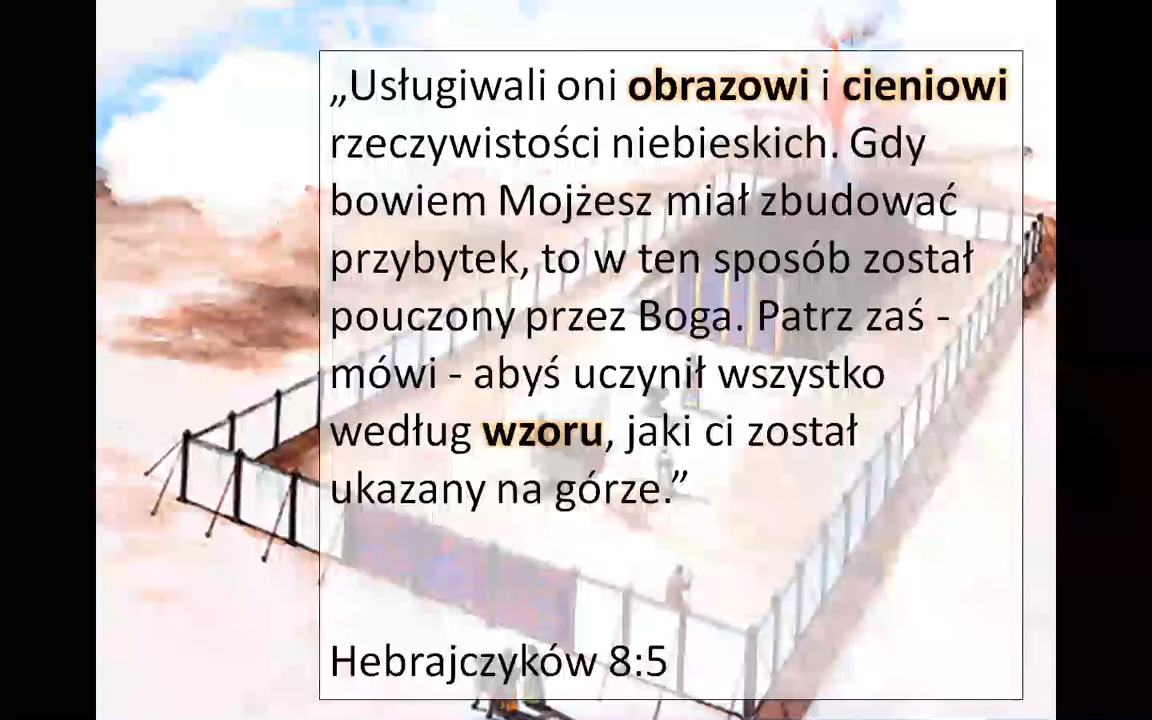 „Usługiwali oni obrazowi i cieniowi
rzeczywistości niebieskich. Gdy
bowiem Mojżesz miał zbudować
przybytek, to w ten sposób został
pouczony przez Boga. Patrz zaś -
mówi - abyś uczynił wszystko
według wzoru, jaki ci został
ukazany na górze.”
Hebrajczyków 8:5